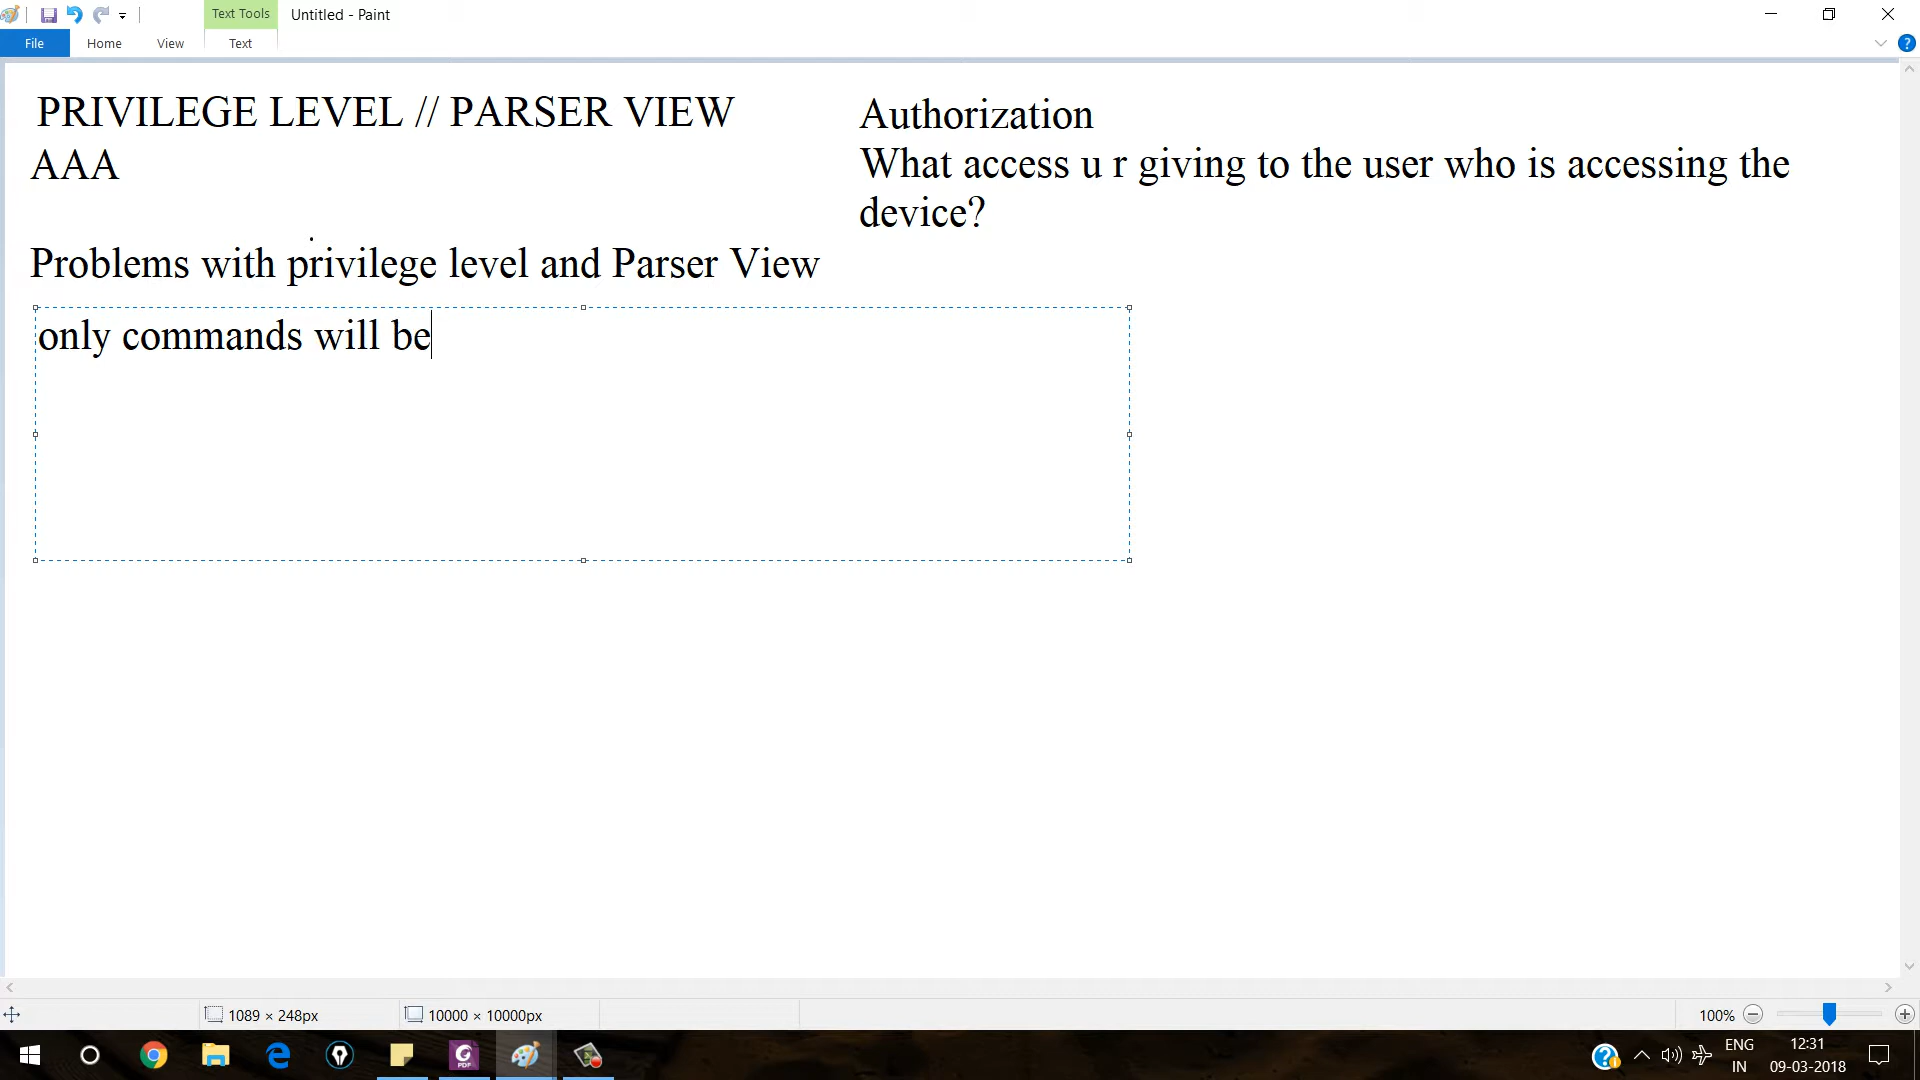 Text Tools
Untitled - Paint
File
Home
View
Text
PRIVILEGE LEVEL // PARSER VIEW
AAA
Authorization
What access u r giving to the user who is accessing the
device?
Problems with privilege level and Parser View
only commands will be
1089 × 248px
10000 × 10000px
100%
ENG
IN
12:31
09-03-2018